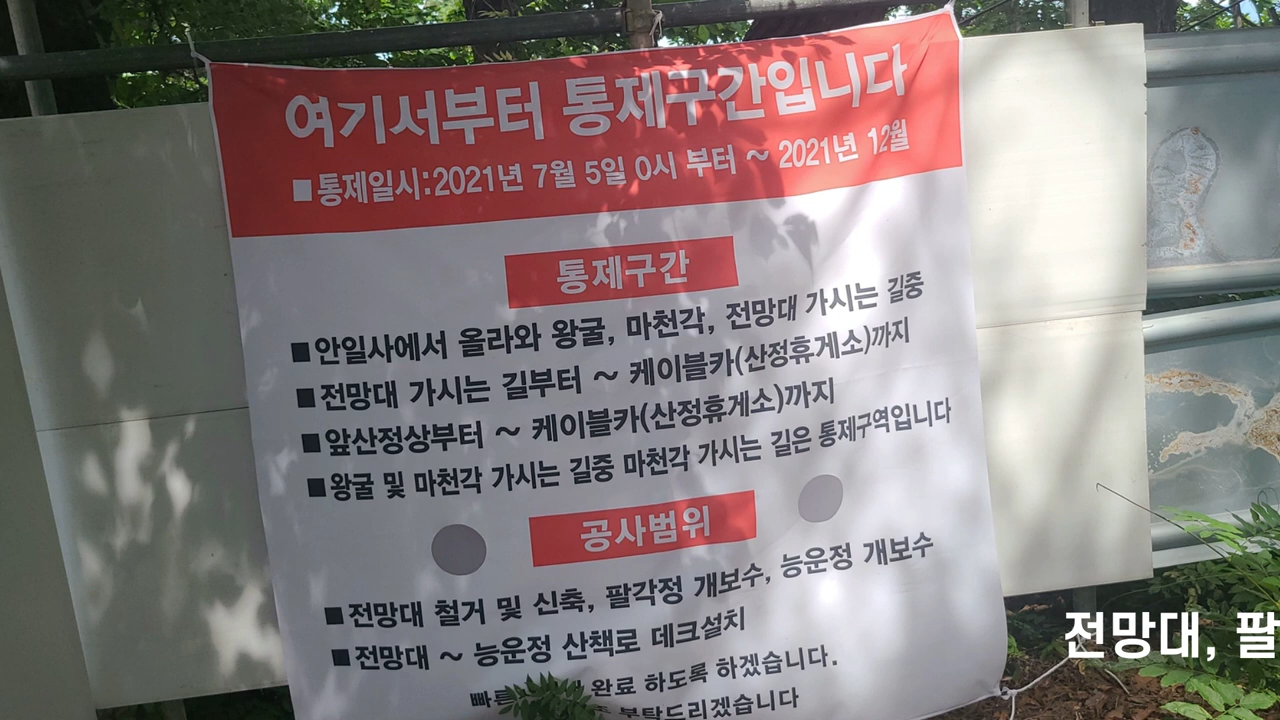 여기서부터 통제구간입니다
■통제일시:2021년 7월 5일 0시 부터 ~ 2021년 12월
통제구간
■안일사에서 올라와 왕굴, 마천각, 전망대 가시는 길중
■전망대 가시는 길부터 ~ 케이블카(산정휴게소)까지
■앞산정상부터 ~ 케이블카(산정휴게소)까지
■왕굴 및 마천각 가시는 길중 마천각 가시는 길은 통제구역입니다
공사범위
■전망대 철거 및 신축, 팔각정 개보수, 능운정 개보수
■전망대 ~ 능운정 산책로 데크설치
완료 하도록 하겠습니다.
부탁드리겠습니다
전망대, 팔